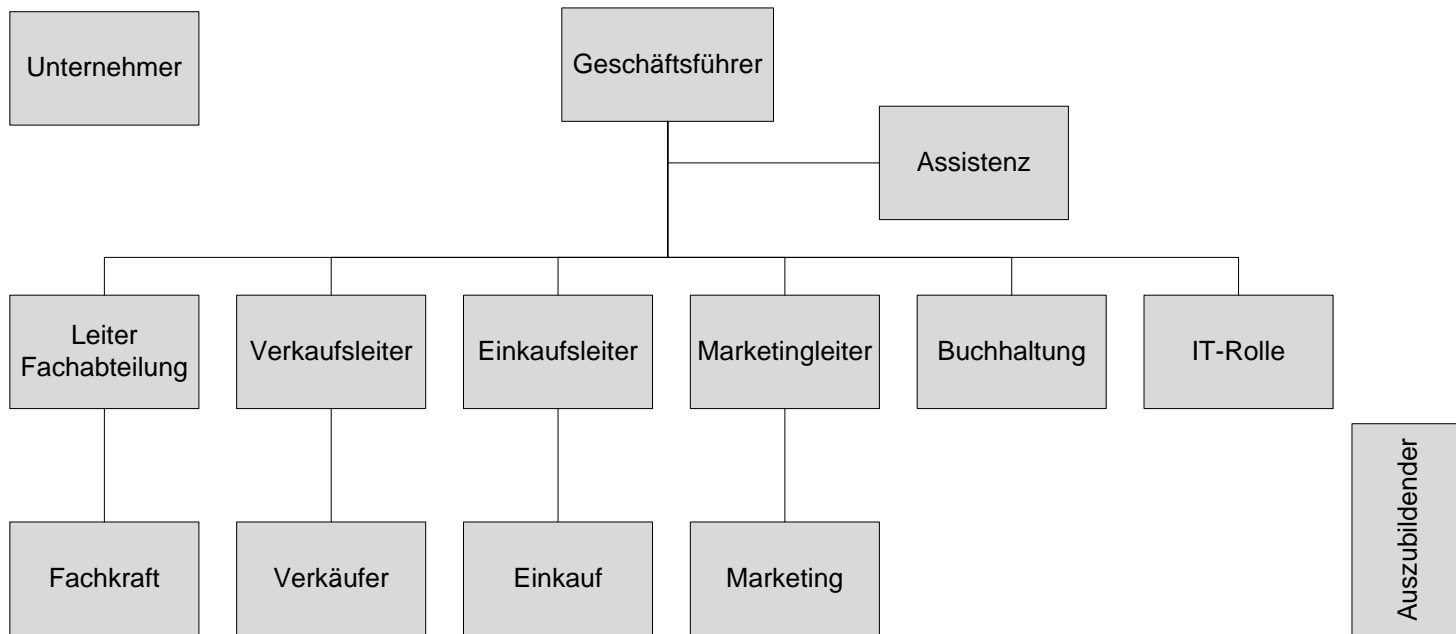 Unternehmer
Geschäftsführer
Assistenz
Leiter
Fachabteilung
Verkaufsleiter
Einkaufsleiter
Marketingleiter
Buchhaltung
IT-Rolle
Auszubildender
Fachkraft
Verkäufer
Einkauf
Marketing